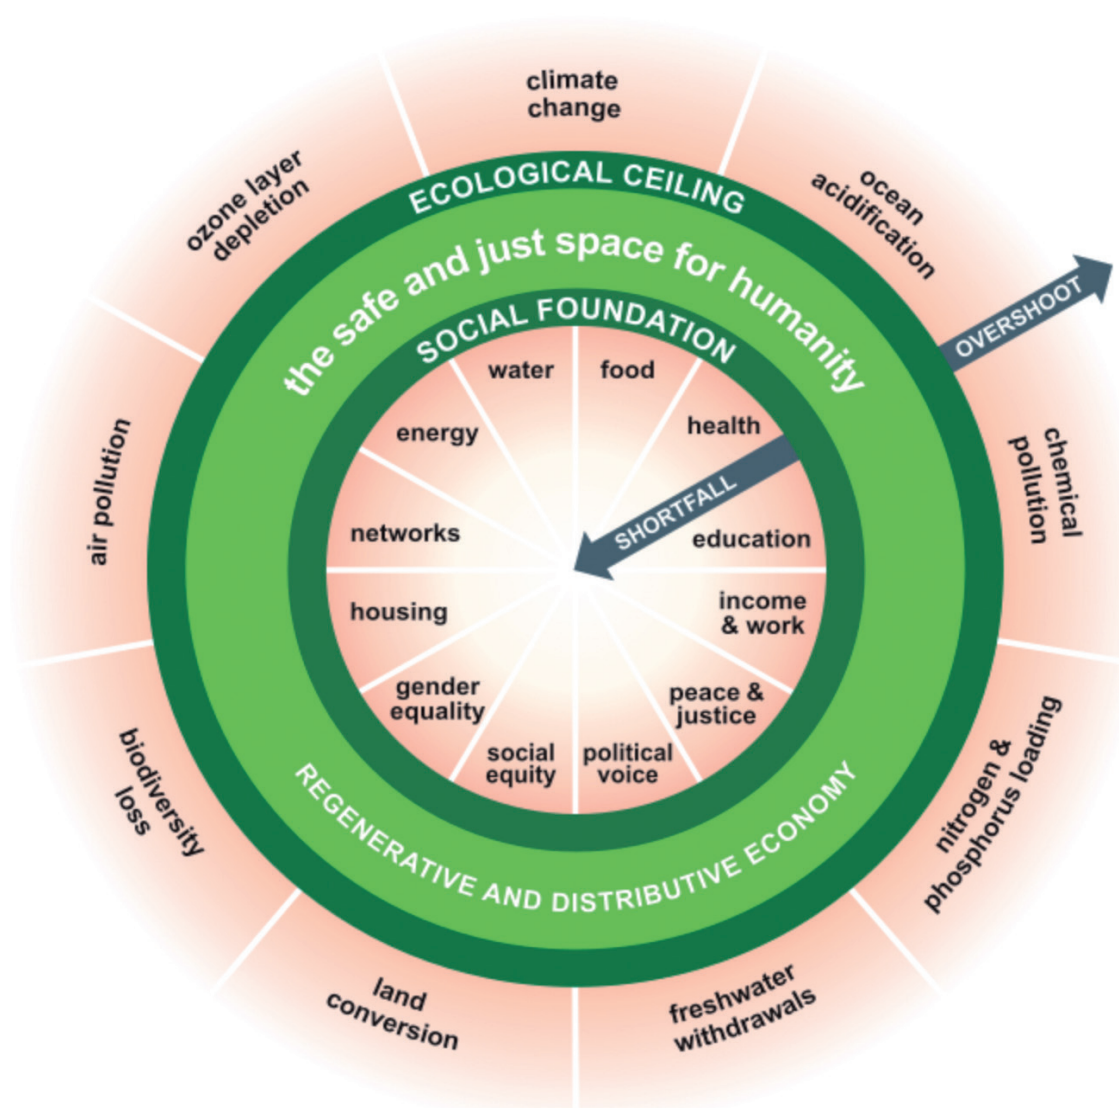 climate
change
ocean
acidification
OVERSHOOT
chemical
pollution
nitrogen &
phosphorus loading
freshwater
withdrawals
land
conversion
biodiversity
loss
air pollution
ozone layer
depletion
ECOLOGICAL CEILING
the safe and just space for humanity
SOCIAL FOUNDATION
water
food
health
SHORTFALL
education
income
& work
peace &
justice
political
voice
social
equity
gender
equality
housing
networks
energy
REGENERATIVE AND DISTRIBUTIVE ECONOMY